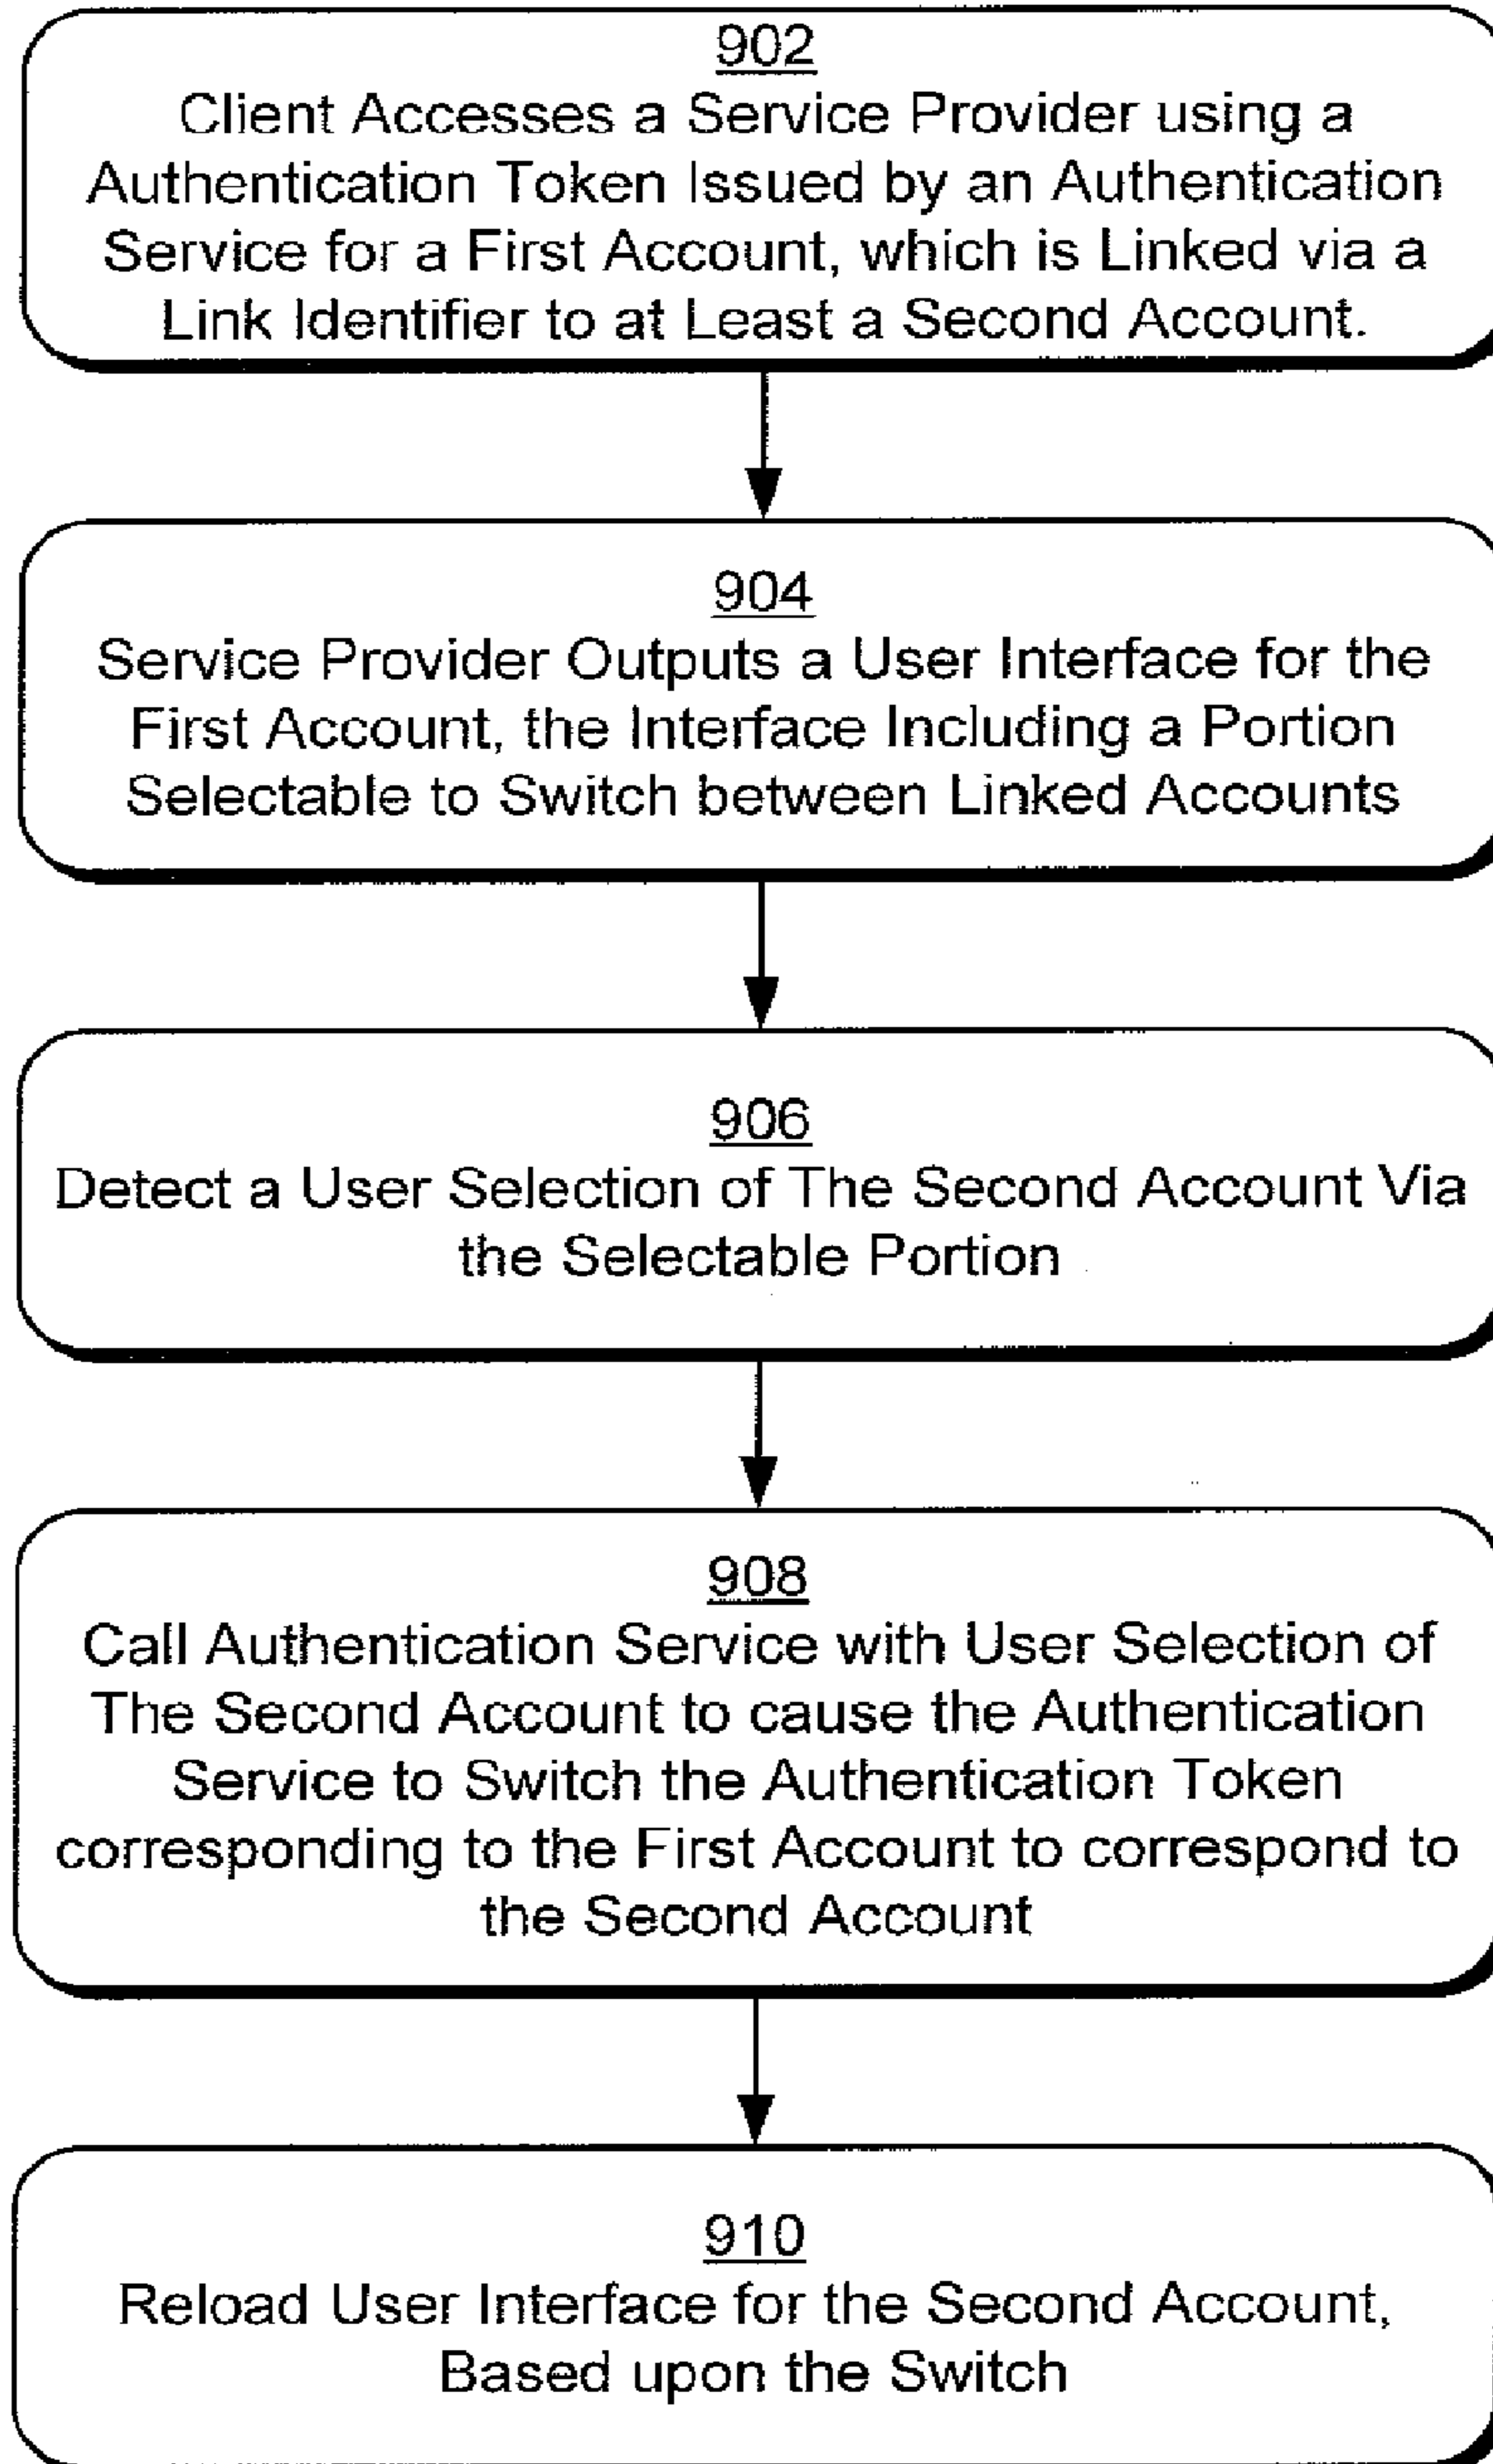 902
Client Accesses a Service Provider using a
Authentication Token Issued by an Authentication
Service for a First Account, which is Linked via a
Link Identifier to at Least a Second Account.
904
Service Provider Outputs a User Interface for the
First Account, the Interface Including a Portion
Selectable to Switch between Linked Accounts
906
Detect a User Selection of The Second Account Via
the Selectable Portion
908
Call Authentication Service with User Selection of
The Second Account to cause the Authentication
Service to Switch the Authentication Token
corresponding to the First Account to correspond to
the Second Account
910
Reload User Interface for the Second Account,
Based upon the Switch